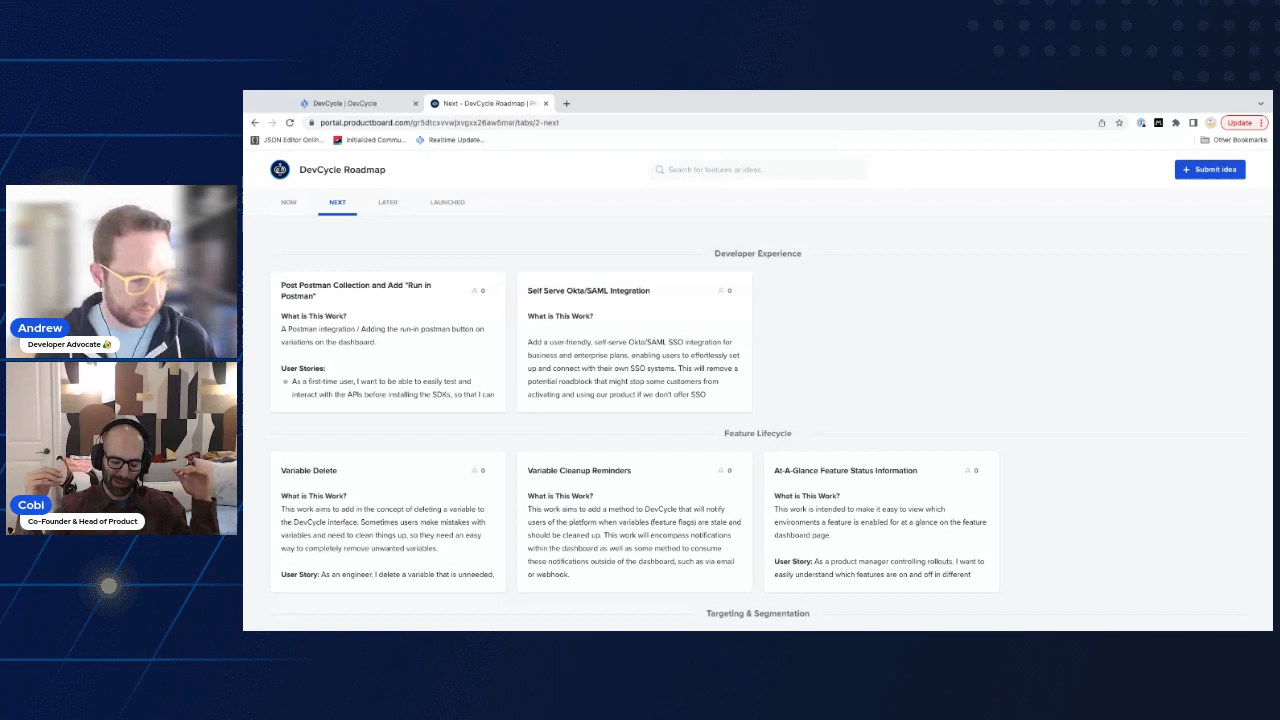 DevCycle | DevCycle
Next - DevCycle Roadmap | Pr
portal.productboard.com/gr5dtcxvvwjxvgxx26aw5msr/tabs/2-next
Update
JSON Editor Onlin...
Initialized Commu...
Realtime Update...
Other Bookmarks
DevCycle Roadmap
Search for features or ideas...
+ Submit idea
NOW
NEXT
LATER
LAUNCHED
Developer Experience
Post Postman Collection and Add "Run in
Postman"
0
What is This Work?
A Postman integration / Adding the run-in postman button on
variations on the dashboard.
User Stories:
As a first-time user, I want to be able to easily test and
interact with the APIs before installing the SDKs, so that I can
Self Serve Okta/SAML Integration
0
What is This Work?
Add a user-friendly, self-serve Okta/SAML SSO integration for
business and enterprise plans, enabling users to effortlessly set
up and connect with their own SSO systems. This will remove a
potential roadblock that might stop some customers from
activating and using our product if we don't offer SSO
Feature Lifecycle
Variable Delete
0
What is This Work?
This work aims to add in the concept of deleting a variable to
the DevCycle interface. Sometimes users make mistakes with
variables and need to clean things up, so they need an easy
way to completely remove unwanted variables.
User Story: As an engineer, I delete a variable that is unneeded,
Variable Cleanup Reminders
0
What is This Work?
This work aims to add a method to DevCycle that will notify
users of the platform when variables (feature flags) are stale and
should be cleaned up. This work will encompass notifications
within the dashboard as well as some method to consume
these notifications outside of the dashboard, such as via email
or webhook.
At-A-Glance Feature Status Information
0
What is This Work?
This work is intended to make it easy to view which
environments a feature is enabled for at a glance on the feature
dashboard page.
User Story: As a product manager controlling rollouts, I want to
easily understand which features are on and off in different
Targeting & Segmentation
Andrew
Developer Advocate
Cobi
Co-Founder & Head of Product